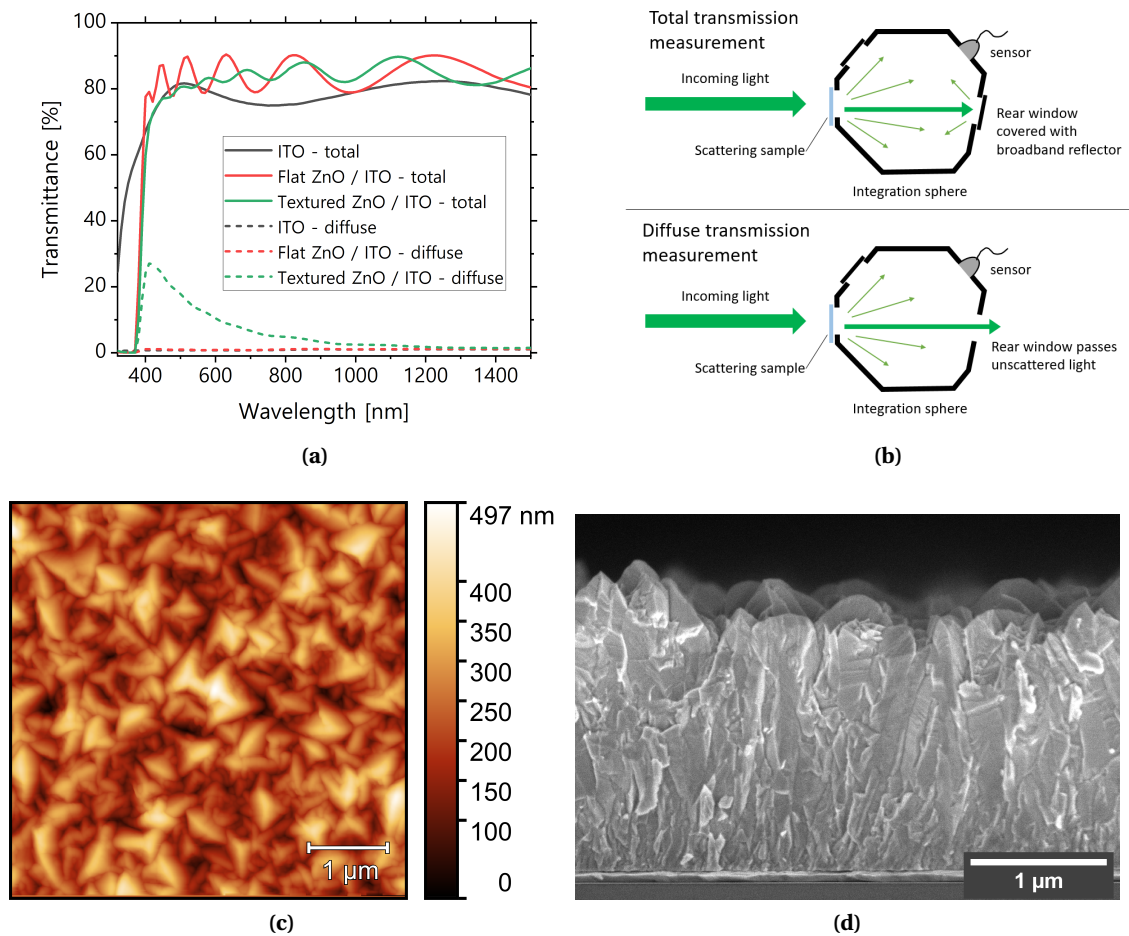 100
80
60
40
20
0
Transmittance [%]
400
600
800
1000
1200
1400
Wavelength [nm]
ITO - total
Flat ZnO / ITO - total
Textured ZnO / ITO - total
ITO - diffuse
Flat ZnO / ITO - diffuse
Textured ZnO / ITO - diffuse
(a)
Total transmission
measurement
Incoming light
Scattering sample
sensor
Rear window
covered with
broadband reflector
Integration sphere
Diffuse transmission
measurement
Incoming light
Scattering sample
sensor
Rear window passes
unscattered light
Integration sphere
(b)
1 µm
497 nm
400
350
300
250
200
150
100
0
(c)
1 µm
(d)